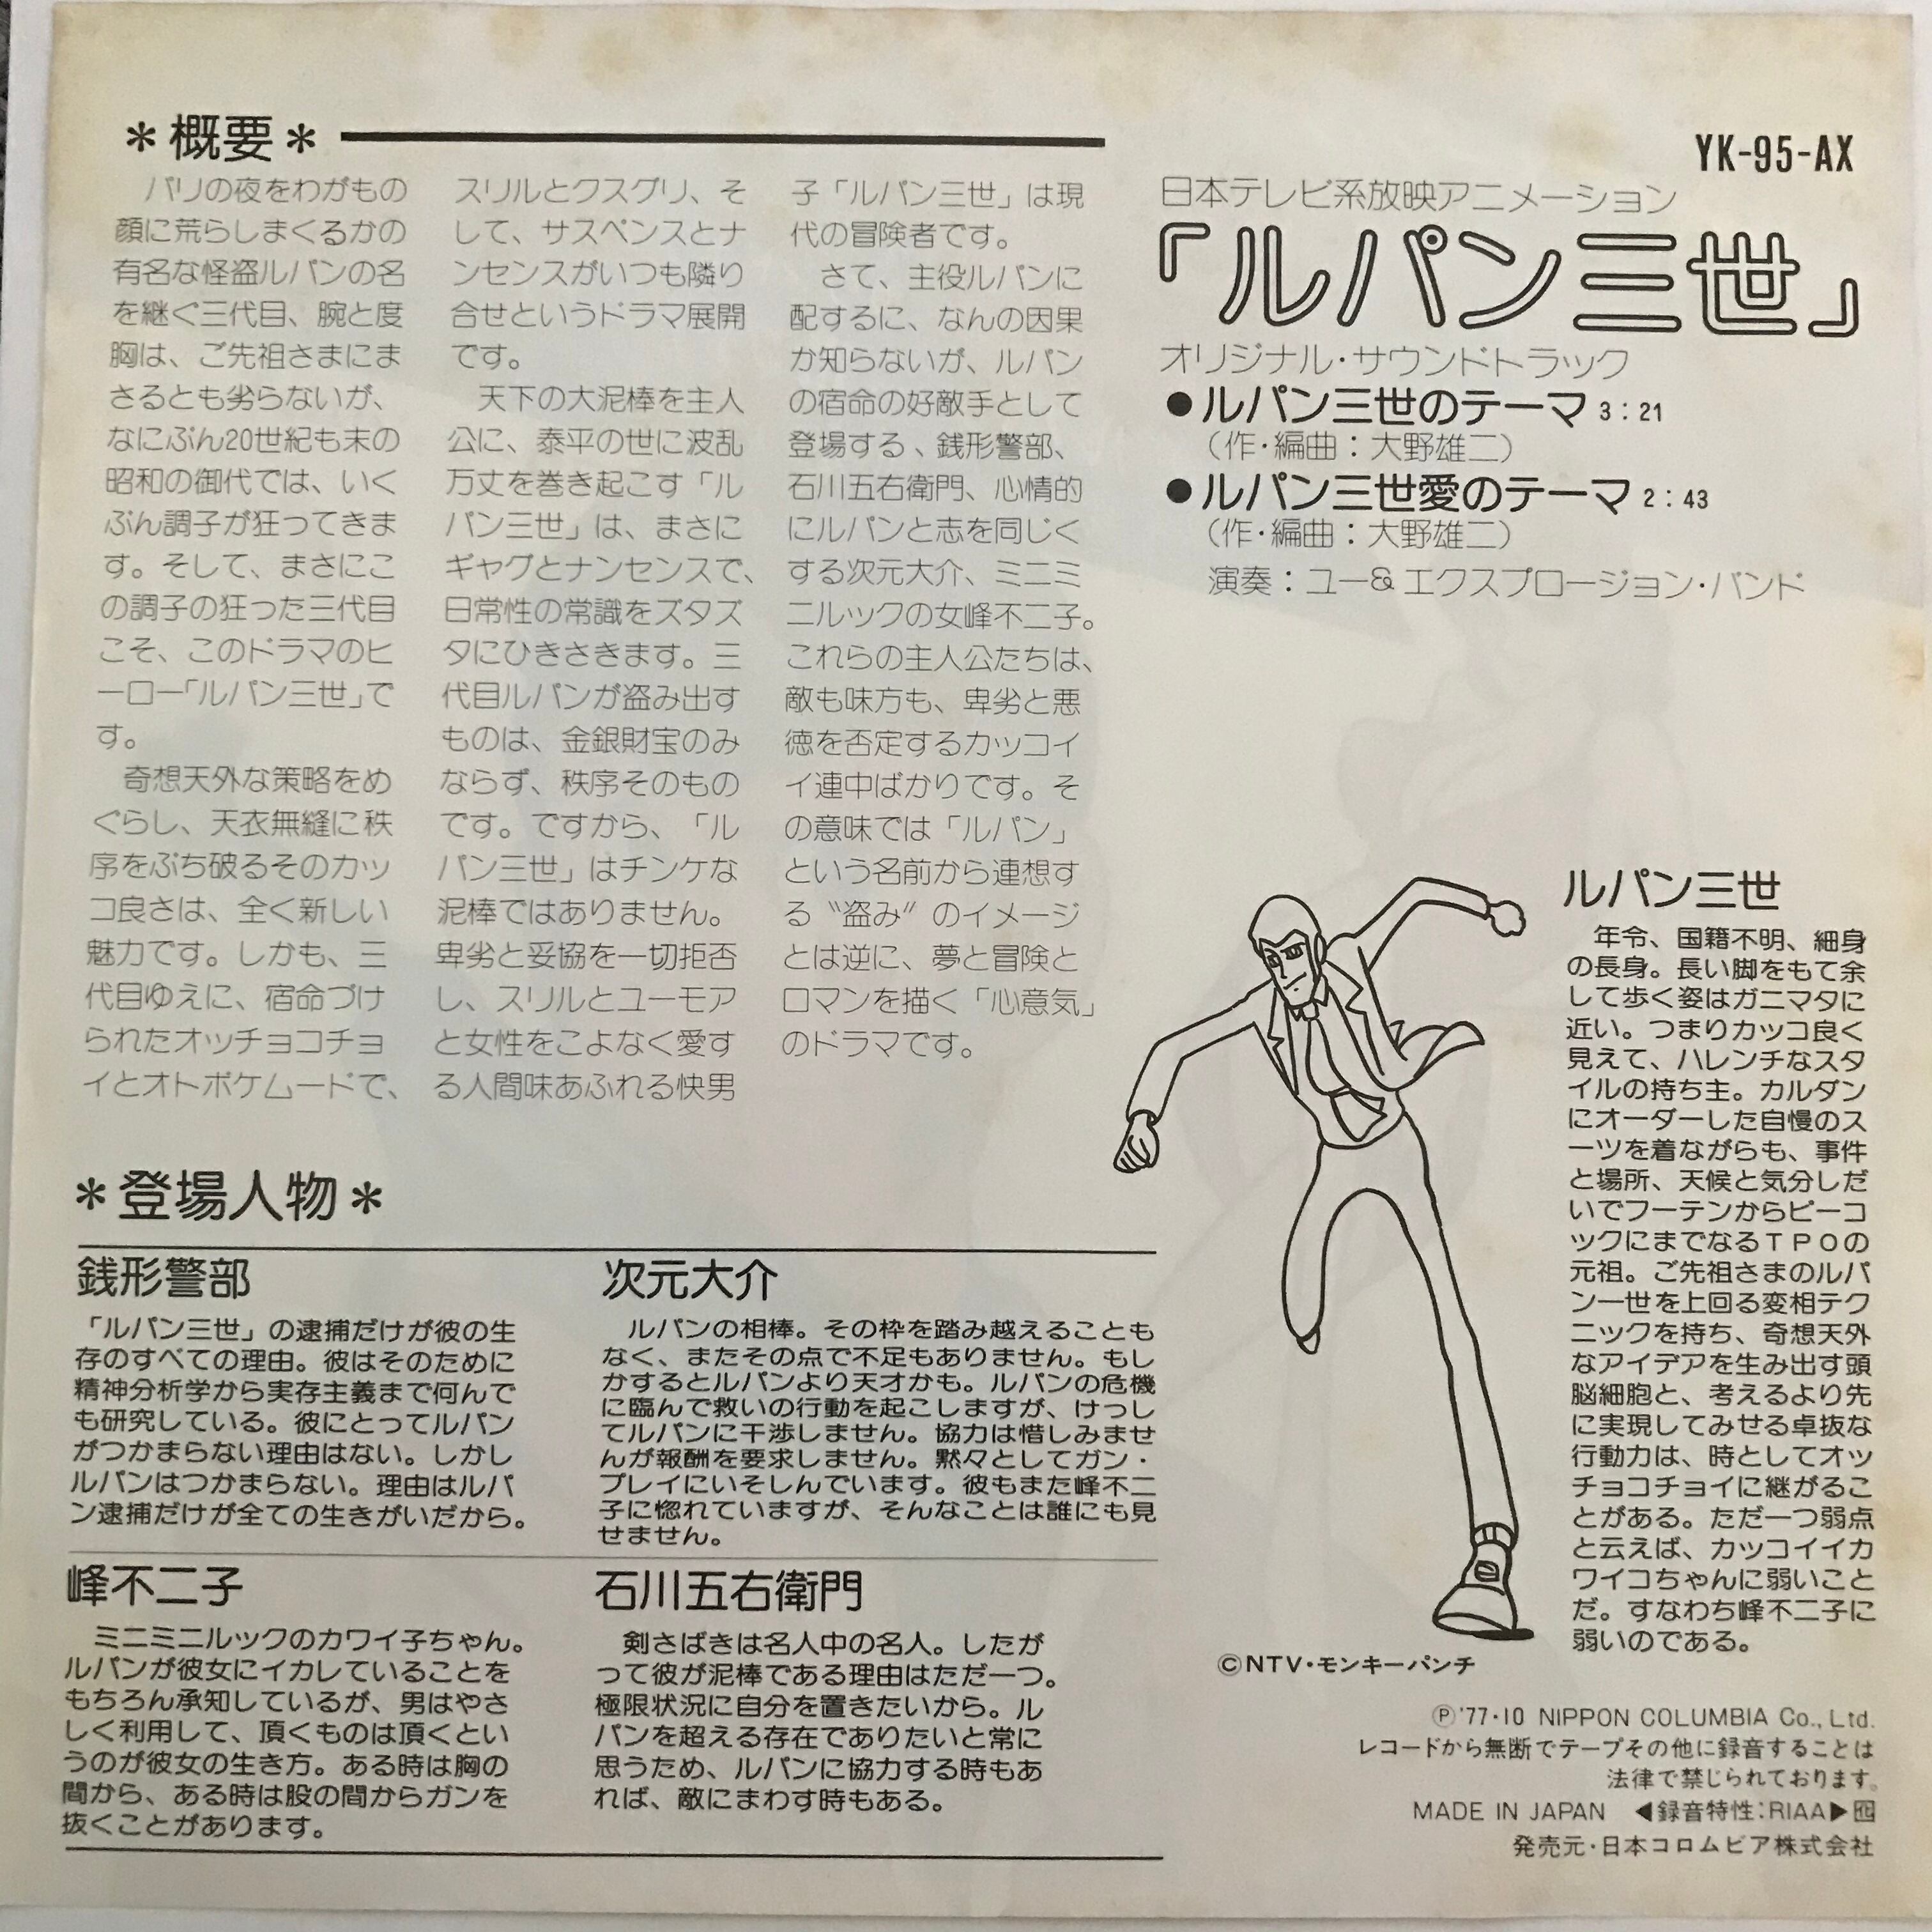 ＊概要＊
パリの夜をわがもの
顔に荒らしまくるかの
有名な怪盗ルパンの名
を継ぐ三代目、腕と度
胸は、ご先祖さまにま
さるとも劣らないが、
なにぶん20世紀も末の
昭和の御代では、いく
ぶん調子が狂ってきま
す。そして、まさにこ
の調子の狂った三代目
こそ、このドラマのヒ
ーロー「ルパン三世」で
す。
奇想天外な策略をめ
ぐらし、天衣無縫に秩
序をぶち破るそのカッ
コ良さは、全く新しい
魅力です。しかも、三
代目ゆえに、宿命づけ
られたオッチョコチョ
イとオトボケムードで、
スリルとクスグリ、そ
して、サスペンスとナ
ンセンスがいつも隣り
合せというドラマ展開
です。
天下の大泥棒を主人
公に、泰平の世に波乱
万丈を巻き起こす「ル
パン三世」は、まさに
ギャグとナンセンスで、
日常性の常識をズタズ
タにひきさきます。三
代目ルパンが盗み出す
ものは、金銀財宝のみ
ならず、秩序そのもの
です。ですから、「ル
パン三世」はチンケな
泥棒ではありません。
卑劣と妥協を一切拒否
し、スリルとユーモア
と女性をこよなく愛す
る人間味あふれる快男
子「ルパン三世」は現
代の冒険者です。
さて、主役ルパンに
配するに、なんの因果
か知らないが、ルパン
の宿命の好敵手として
登場する、銭形警部、
石川五右衛門、心情的
にルパンと志を同じく
する次元大介、ミニミ
ニルックの女峰不二子。
これらの主人公たちは、
敵も味方も、卑劣と悪
徳を否定するカッコイ
イ連中ばかりです。そ
の意味では「ルパン」
という名前から連想す
る〝盗み〟のイメージ
とは逆に、夢と冒険と
ロマンを描く「心意気」
のドラマです。
YK-95-AX
日本テレビ系放映アニメーション
「ルパン三世」
オリジナル・サウンドトラック
●ルパン三世のテーマ 3：21
（作・編曲：大野雄二）
●ルパン三世愛のテーマ 2：43
（作・編曲：大野雄二）
演奏：ユー&エクスプロージョン・バンド
ルパン三世
年令、国籍不明、細身
の長身。長い脚をもて余
して歩く姿はガニマタに
近い。つまりカッコ良く
見えて、ハレンチなスタ
イルの持ち主。カルダン
にオーダーした自慢のス
ーツを着ながらも、事件
と場所、天候と気分しだ
いでフーテンからピーコ
ックにまでなるTPOの
元祖。ご先祖さまのルパ
ン一世を上回る変相テク
ニックを持ち、奇想天外
なアイデアを生み出す頭
脳細胞と、考えるより先
に実現してみせる卓抜な
行動力は、時としてオッ
チョコチョイに継がるこ
とがある。ただ一つ弱点
と云えば、カッコイイカ
ワイコちゃんに弱いこと
だ。すなわち峰不二子に
弱いのである。
＊登場人物＊
銭形警部
「ルパン三世」の逮捕だけが彼の生
存のすべての理由。彼はそのために
精神分析学から実存主義まで何んで
も研究している。彼にとってルパン
がつかまらない理由はない。しかし
ルパンはつかまらない。理由はルパ
ン逮捕だけが全ての生きがいだから。
次元大介
ルパンの相棒。その枠を踏み越えることも
なく、またその点で不足もありません。もし
かするとルパンより天才かも。ルパンの危機
に臨んで救いの行動を起こしますが、けっし
てルパンに干渉しません。協力は惜しみませ
んが報酬を要求しません。黙々としてガン・
プレイにいそしんでいます。彼もまた峰不二
子に惚れていますが、そんなことは誰にも見
せません。
峰不二子
ミニミニルックのカワイ子ちゃん。
ルパンが彼女にイカしていることを
もちろん承知しているが、男はやさ
しく利用して、頂くものは頂くとい
うのが彼女の生き方。ある時は胸の
間から、ある時は股の間からガンを
抜くことがあります。
石川五右衛門
剣さばきは名人中の名人。したが
って彼が泥棒である理由はただ一つ。
極限状況に自分を置きたいから。ル
パンを超える存在でありたいと常に
思うため、ルパンに協力する時もあ
れば、敵にまわす時もある。
©NTV・モンキーパンチ
Ⓟ'77・10 NIPPON COLUMBIA Co., Ltd.
レコードから無断でテープその他に録音することは
法律で禁じられております。
MADE IN JAPAN ◀録音特性：RIAA▶
発売元・日本コロムビア株式会社